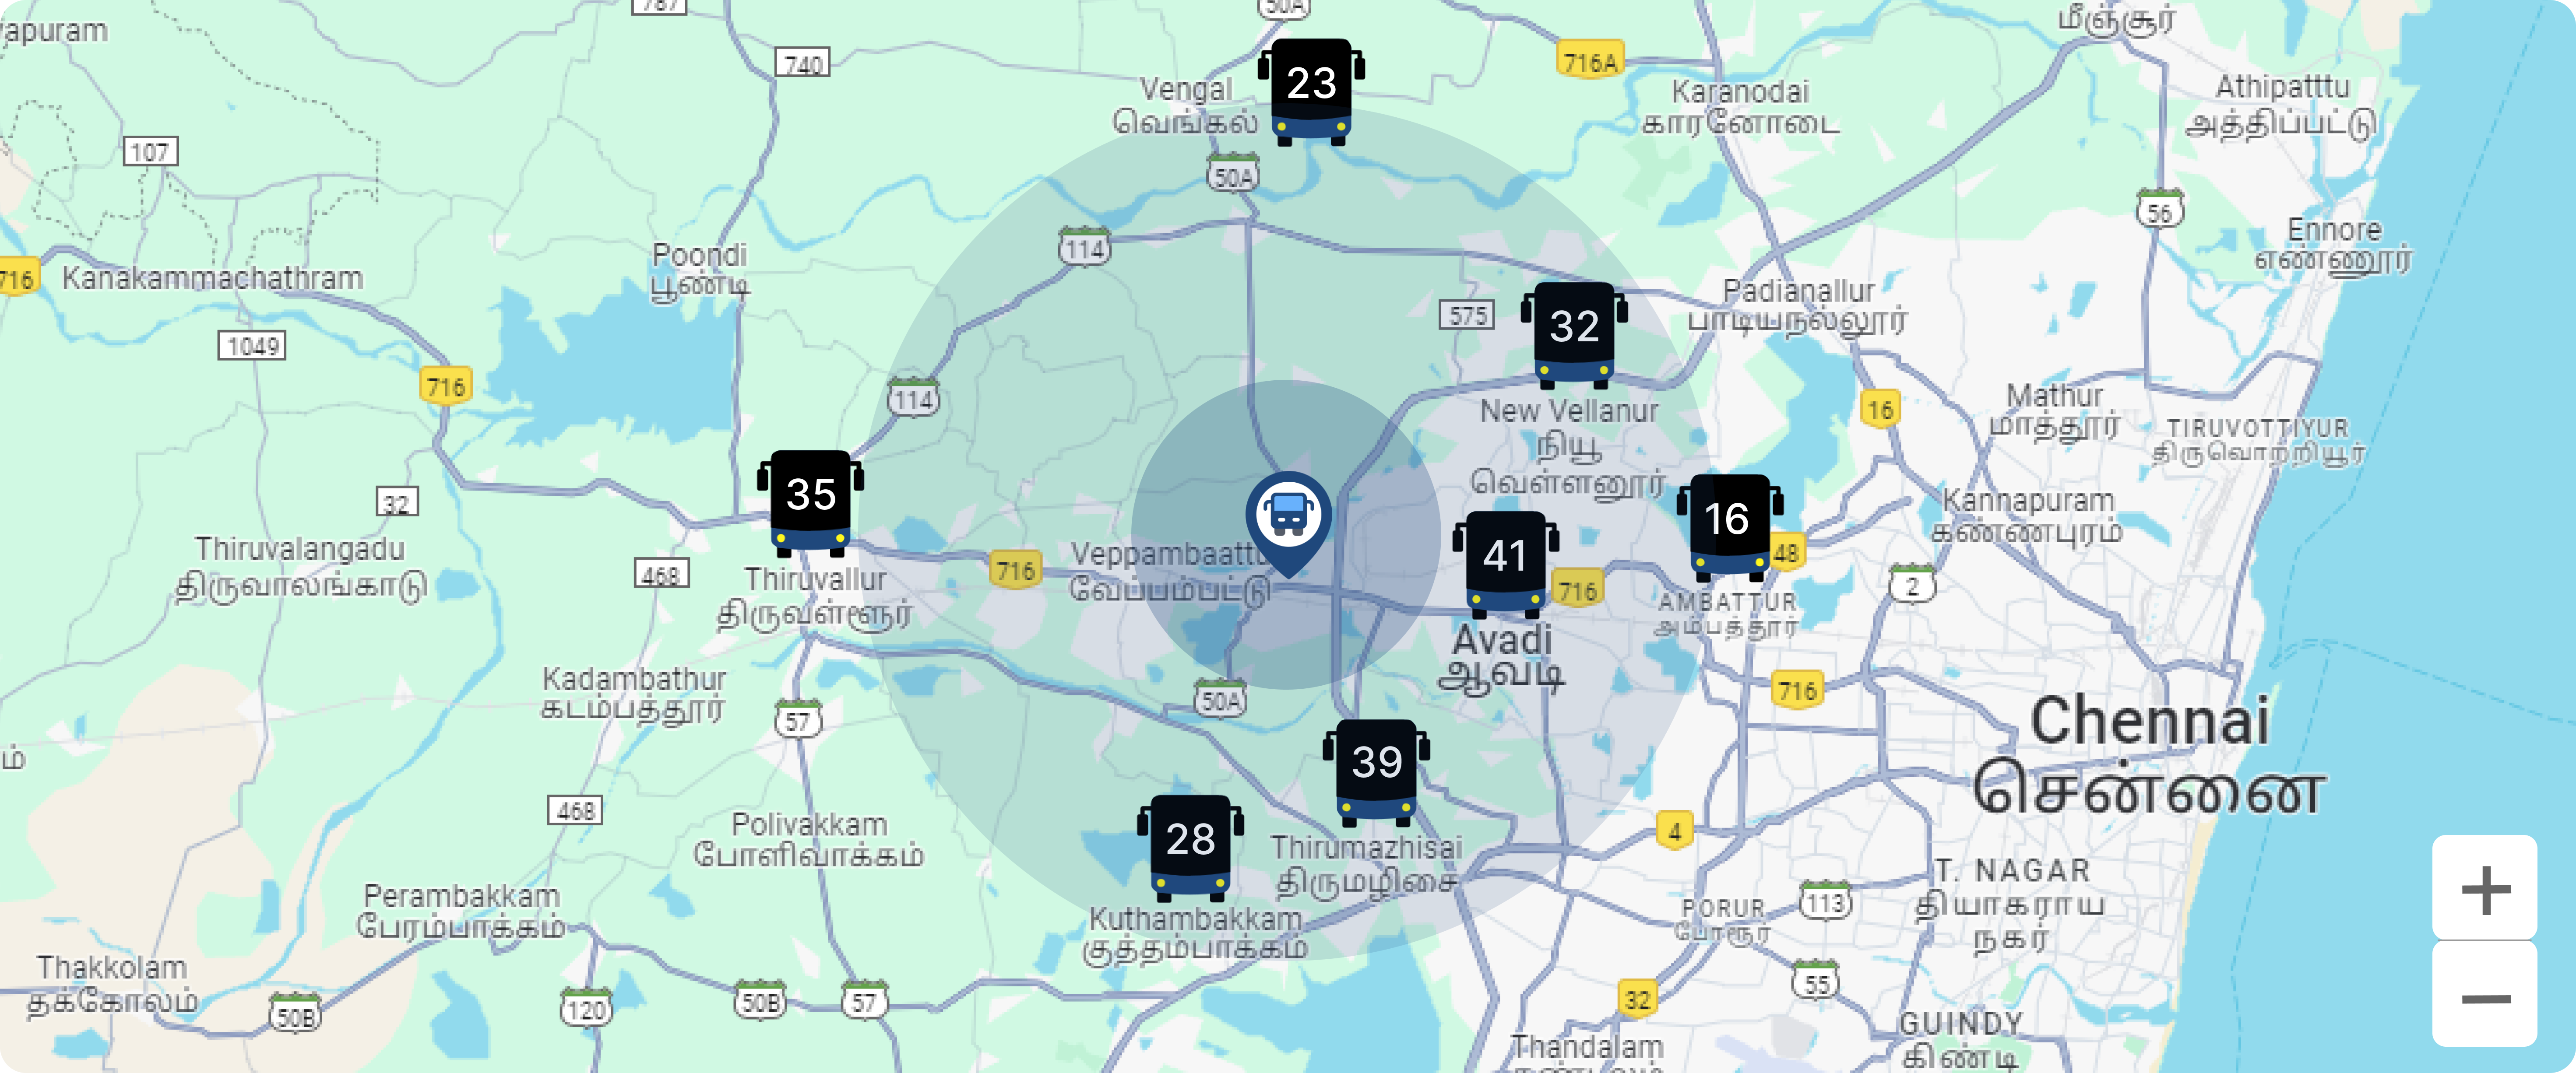 787
50A
மீஞ்சூர்
vapuram
740
23
716A
Vengal
வெங்கல்
Karanodai
காரனோடை
Athipatttu
அத்திப்பட்டு
107
50A
56
716
Kanakammachathram
Poondi
பூண்டி
114
Ennore
எண்ணூர்
1049
575
32
Padianallur
பாடியநல்லூர்
716
114
New Vellanur
நியூ
வெள்ளனூர்
16
Mathur
மாத்தூர்
TIRUVOTTIYUR
திருவொற்றியூர்
32
35
16
48
Kannapuram
கண்ணபுரம்
Thiruvalangadu
திருவாலங்காடு
468
Thiruvallur
திருவள்ளூர்
716
Veppambaattu
வேப்பம்பட்டு
41
716
AMBATTUR
அம்பத்தூர்
2
Kadambathur
கடம்பத்தூர்
57
50A
Avadi
ஆவடி
716
Chennai
சென்னை
ம்
468
Polivakkam
போளிவாக்கம்
28
39
Thirumazhisai
திருமழிசை
4
Perambakkam
பேரம்பாக்கம்
Kuthambakkam
குத்தம்பாக்கம்
PORUR
போரூர்
113
T. NAGAR
தியாகராய
நகர்
Thakkolam
தக்கோலம்
50B
120
50B
57
32
55
GUINDY
கிண்டி
Thandalam
+
−